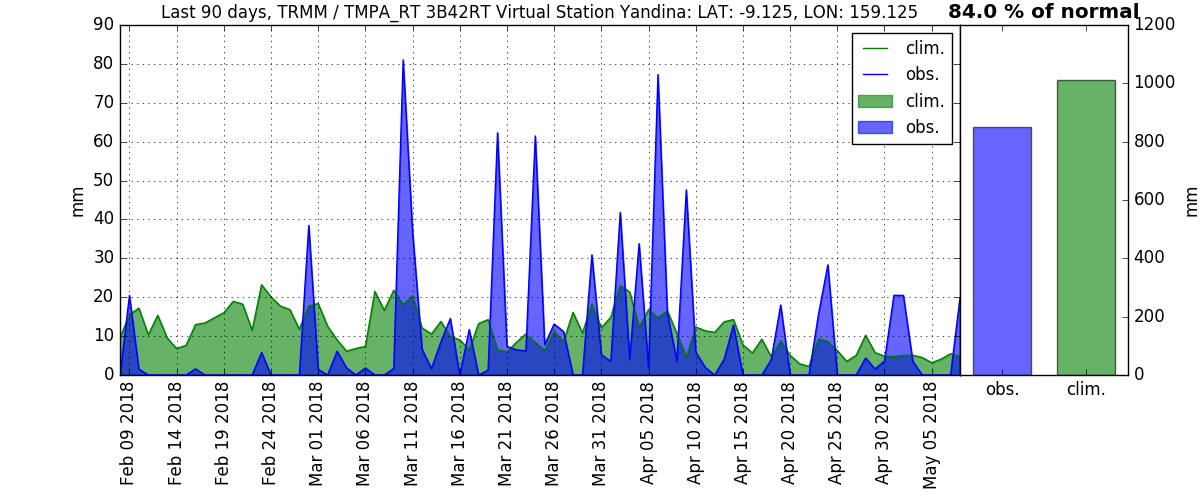 Last 90 days, TRMM / TMPA_RT 3B42RT Virtual Station Yandina: LAT: -9.125, LON: 159.125
84.0 % of normal
90
80
70
60
50
40
30
20
10
0
mm
clim.
obs.
clim.
obs.
1200
1000
800
600
400
200
0
mm
obs.
clim.
Feb 09 2018
Feb 14 2018
Feb 19 2018
Feb 24 2018
Mar 01 2018
Mar 06 2018
Mar 11 2018
Mar 16 2018
Mar 21 2018
Mar 26 2018
Mar 31 2018
Apr 05 2018
Apr 10 2018
Apr 15 2018
Apr 20 2018
Apr 25 2018
Apr 30 2018
May 05 2018